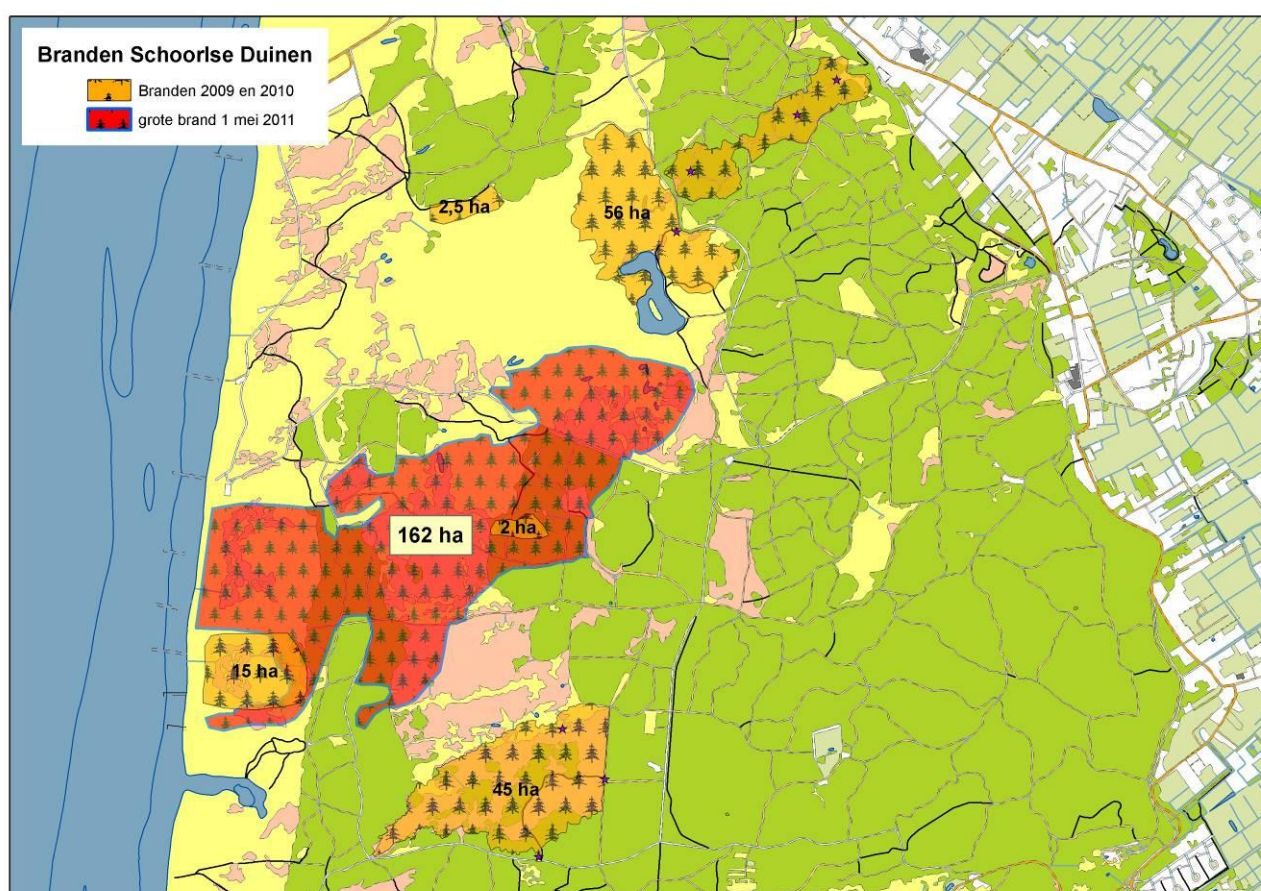 Branden Schoorlse Duinen
Branden 2009 en 2010
grote brand 1 mei 2011
2,5 ha
56 ha
162 ha
2 ha
15 ha
45 ha